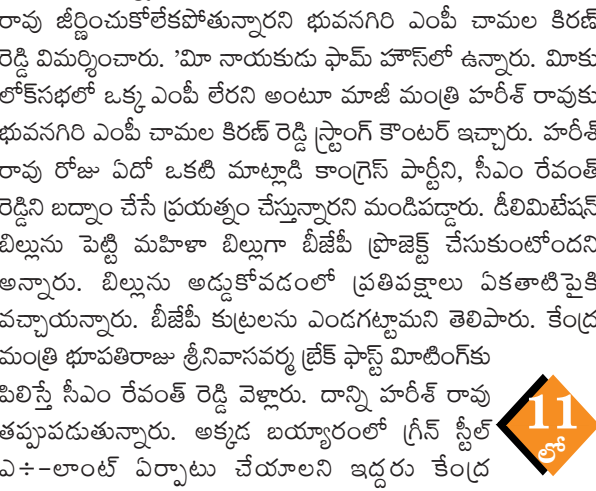 రావు జీర్ణించుకోలేకపోతున్నారని భువనగిరి ఎంపీ చామల కిరణ్
రెడ్డి విమర్శించారు. ’మీ నాయకుడు ఫామ్ హౌస్‌లో ఉన్నారు. మీకు
లోక్‌సభలో ఒక్క ఎంపీ లేరని అంటూ మాజీ మంత్రి హరీశ్ రావుకు
భువనగిరి ఎంపీ చామల కిరణ్ రెడ్డి స్ట్రాంగ్ కౌంటర్ ఇచ్చారు. హరీశ్
రావు రోజు ఏదో ఒకటి మాట్లాడి కాంగ్రెస్ పార్టీని, సీఎం రేవంత్
రెడ్డిని బద్నాం చేసే ప్రయత్నం చేస్తున్నారని మండిపడ్డారు. డీలిమిటేషన్
బిల్లును పెట్టి మహిళా బిల్లుగా బీజేపీ ప్రొజెక్ట్ చేసుకుంటోందని
అన్నారు. బిల్లును అడ్డుకోవడంలో ప్రతిపక్షాలు ఏకతాటిపైకి
వచ్చాయన్నారు. బీజేపీ కుట్రలను ఎండగట్టామని తెలిపారు. కేంద్ర
మంత్రి భూపతిరాజు శ్రీనివాసవర్మ బ్రేక్ ఫాస్ట్ మీటింగ్‌కు
పిలిస్తే సీఎం రేవంత్ రెడ్డి వెళ్లారు. దాన్ని హరీశ్ రావు
తప్పుపడుతున్నారు. అక్కడ బయ్యారంలో గ్రీన్ స్టీల్
ఎ÷-లాంట్ ఏర్పాటు చేయాలని ఇద్దరు కేంద్ర
11
లో